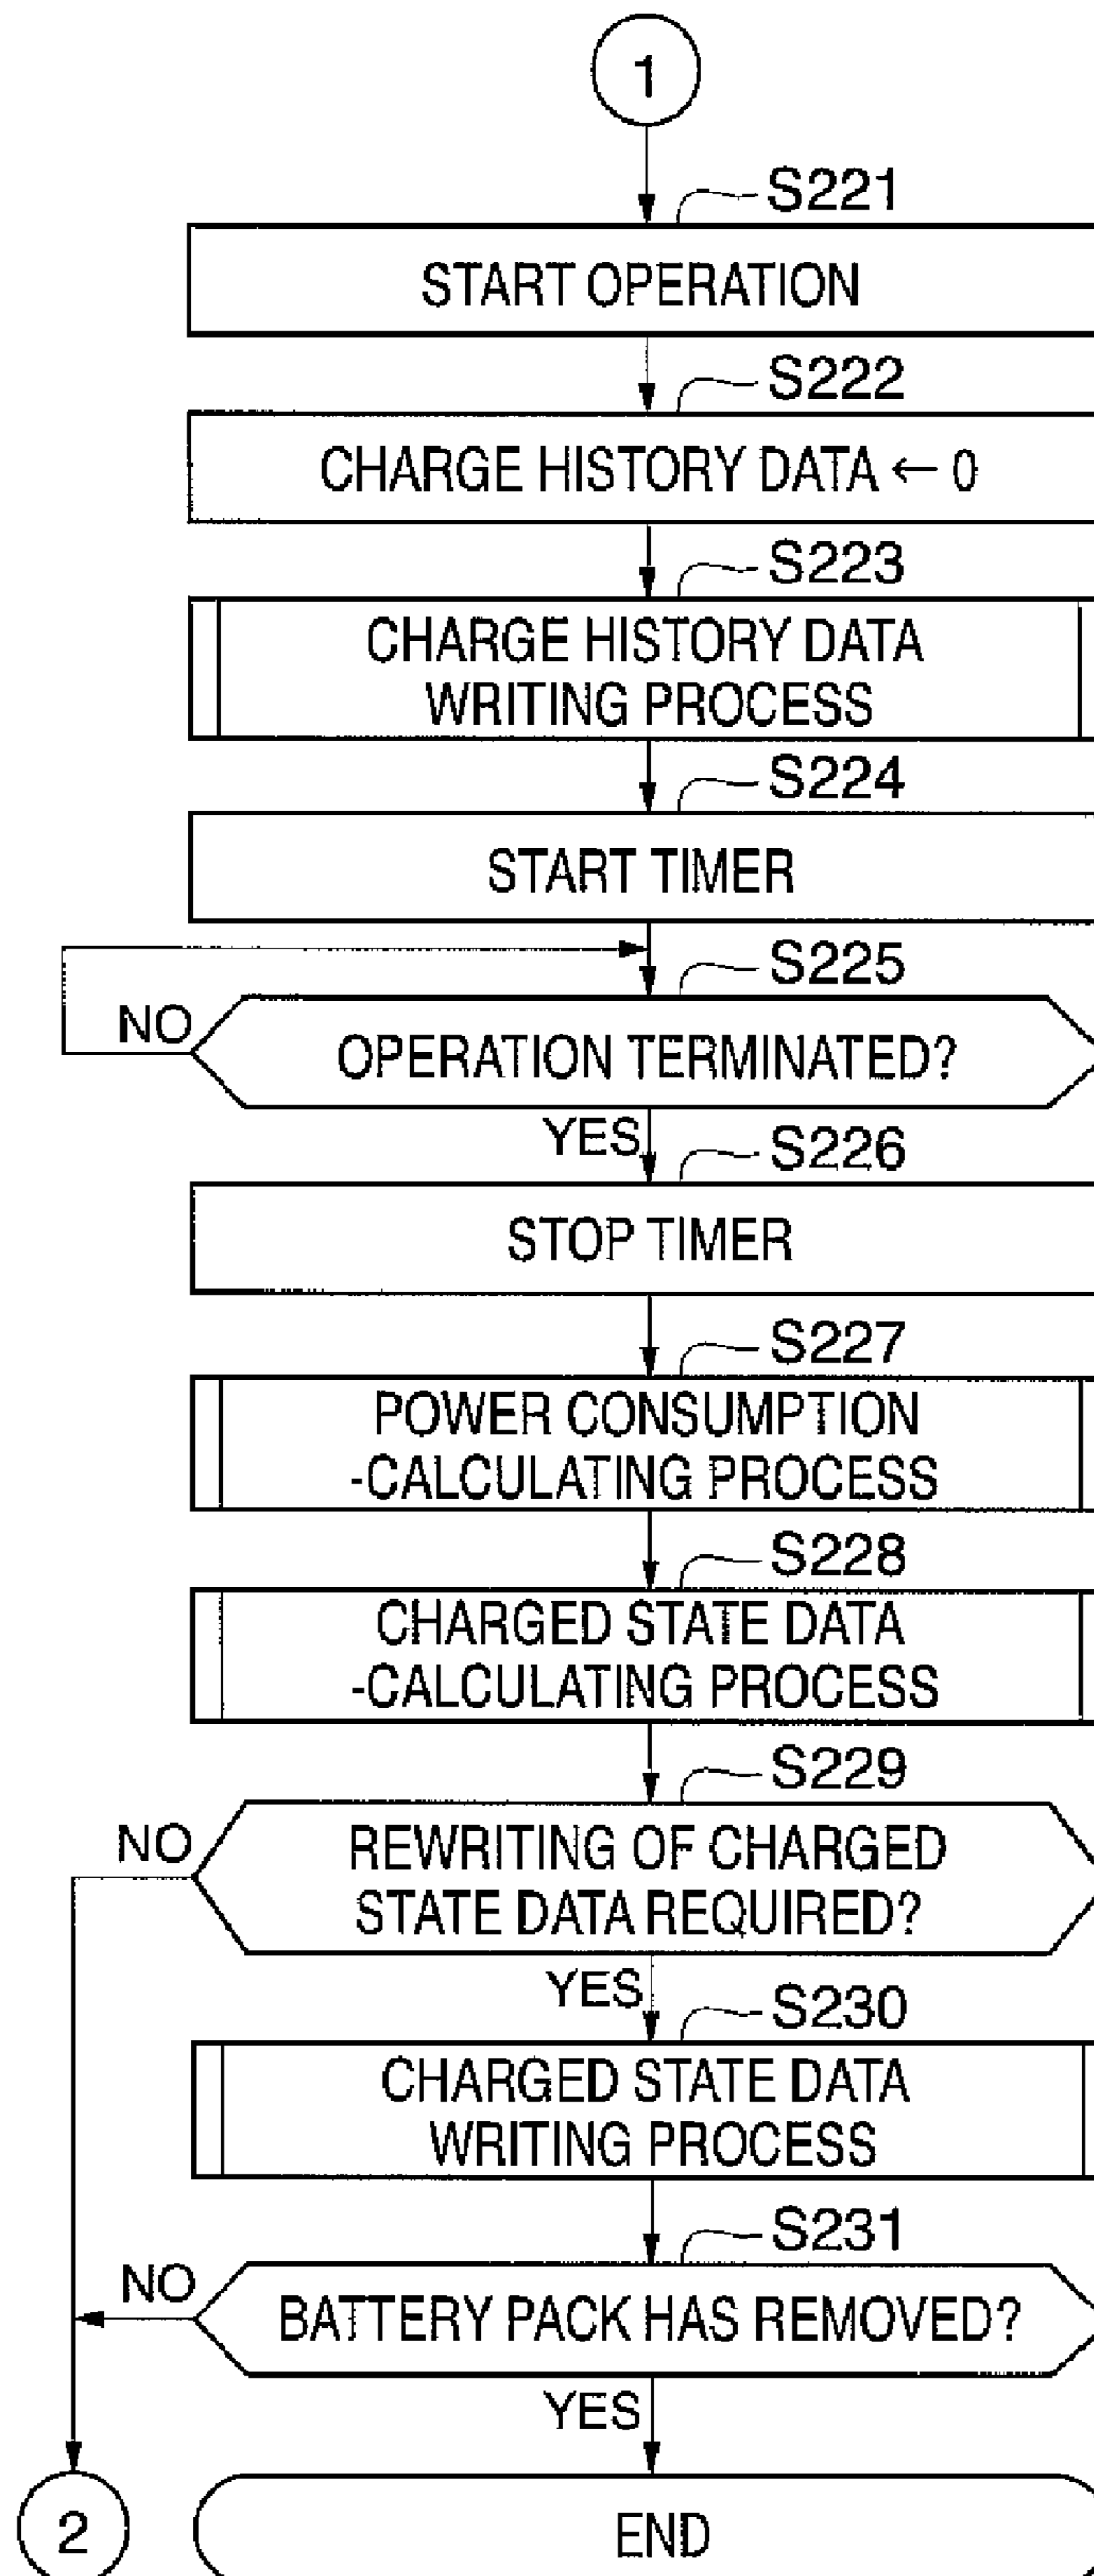 1
S221
START OPERATION
S222
CHARGE HISTORY DATA ← 0
S223
CHARGE HISTORY DATA
WRITING PROCESS
S224
START TIMER
S225
NO
OPERATION TERMINATED?
YES
S226
STOP TIMER
S227
POWER CONSUMPTION
-CALCULATING PROCESS
S228
CHARGED STATE DATA
-CALCULATING PROCESS
S229
NO
REWRITING OF CHARGED
STATE DATA REQUIRED?
YES
S230
CHARGED STATE DATA
WRITING PROCESS
S231
NO
BATTERY PACK HAS REMOVED?
YES
2
END